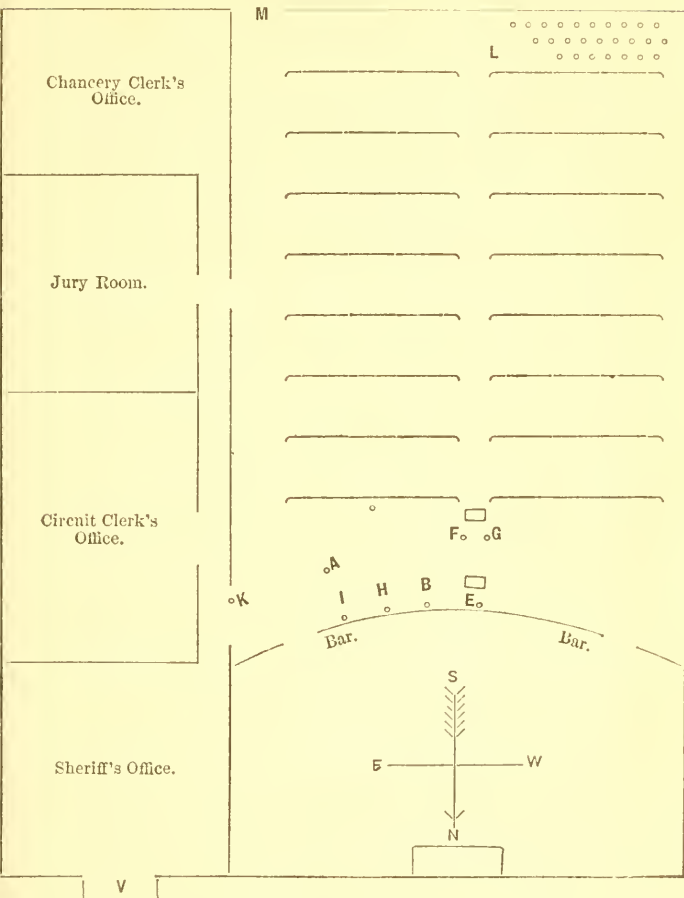 M
L
Chancery Clerk's
Office.
Jury Room.
Circuit Clerk's
Office.
F G
A
K
I H B E
Bar. Bar.
S
E W
N
Sheriff's Office.
V